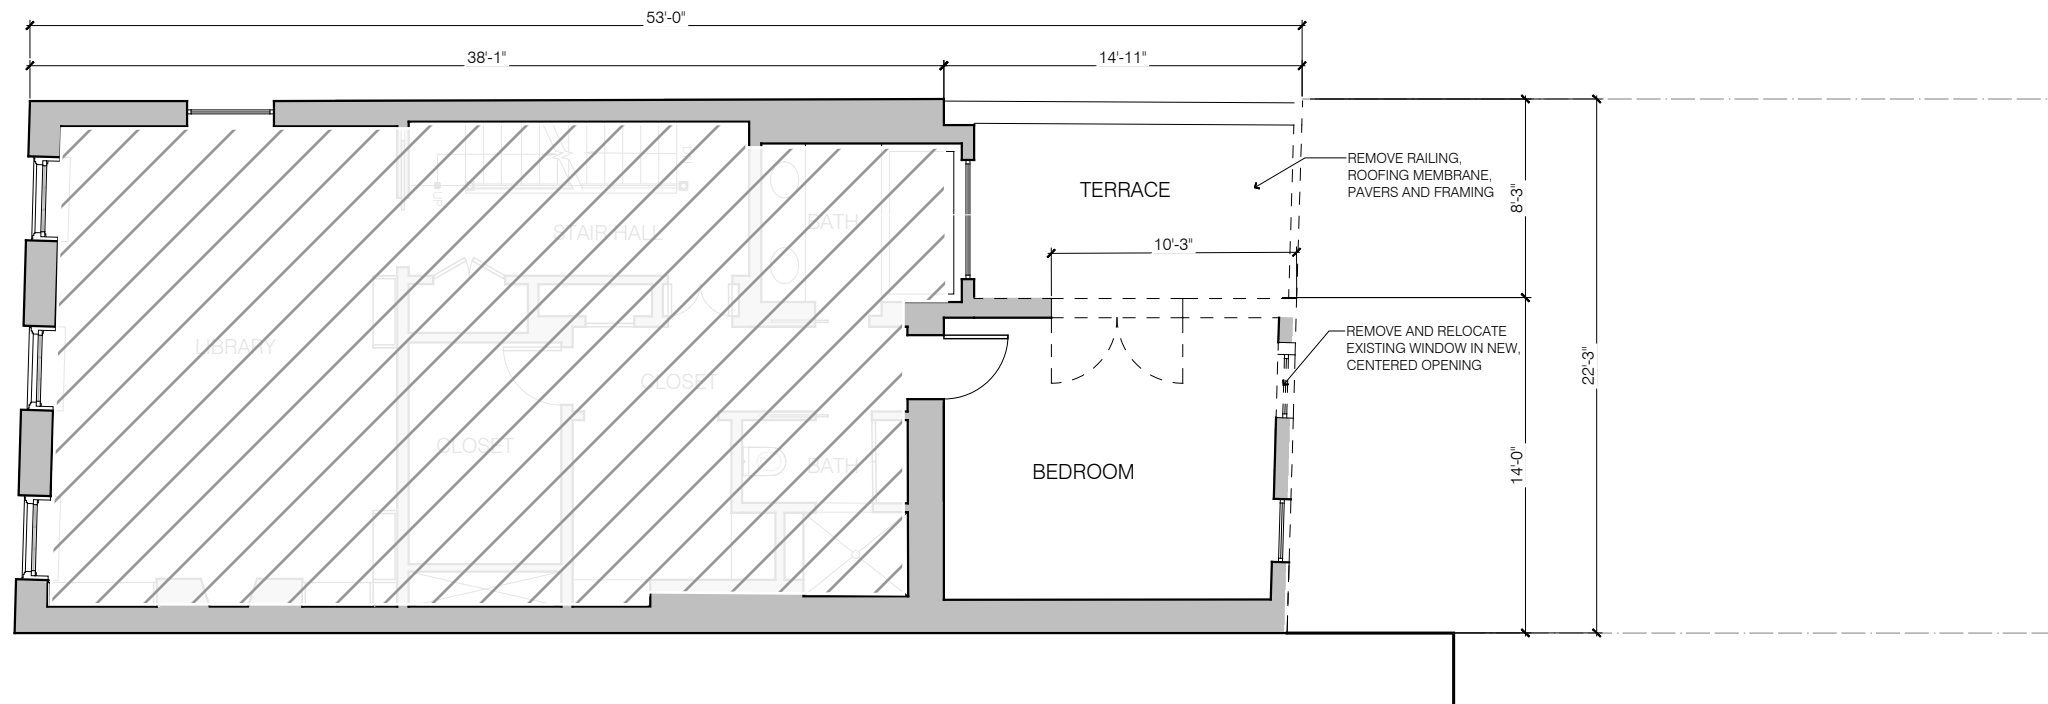 53'-0"
38'-1"
14'-11"
REMOVE RAILING,
ROOFING MEMBRANE,
PAVERS AND FRAMING
TERRACE
8'-3"
UP
STAIR HALL
BATH
10'-3"
LIBRARY
REMOVE AND RELOCATE
EXISTING WINDOW IN NEW,
CENTERED OPENING
22'-3"
CLOSET
CLOSET
BATH
BEDROOM
14'-0"